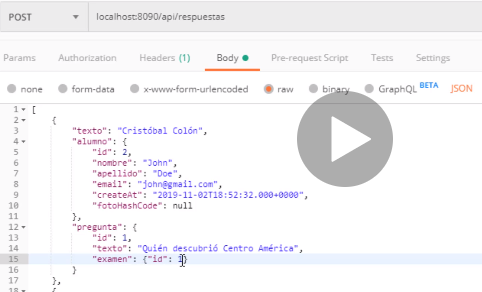 POST localhost:8090/api/respuestas
Params Authorization Headers (1) Body Pre-request Script Tests Settings
none form-data x-www-form-urlencoded raw binary GraphQL BETA JSON
1 [
2 {
3 "texto": "Cristóbal Colón",
4 "alumno": {
5 "id": 2,
6 "nombre": "John",
7 "apellido": "Doe",
8 "email": "john@gmail.com",
9 "createAt": "2019-11-02T18:52:32.000+0000",
10 "fotoHashCode": null
11 },
12 "pregunta": {
13 "id": 1,
14 "texto": "Quién descubrió Centro América",
15 "examen": {"id": 1}
16 }
17 },
18 {